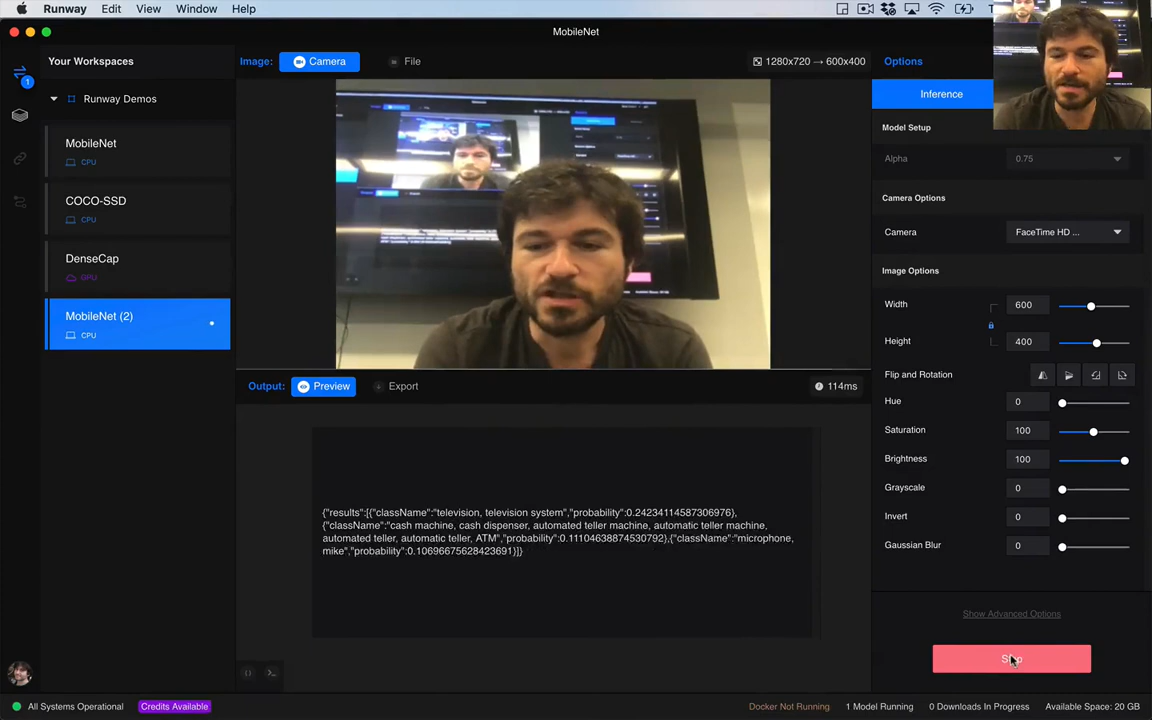 Runway File Edit View Window Help
MobileNet
Your Workspaces
Runway Demos
MobileNet
CPU
COCO-SSD
CPU
DenseCap
GPU
MobileNet (2)
CPU
1
Image: Camera File 1280x720 → 600x400
Output: Preview Export 114ms
{"results":[{"className":"television, television system","probability":0.24234114587306976},
{"className":"cash machine, cash dispenser, automated teller machine, automatic teller machine,
automated teller, automatic teller, ATM","probability":0.11104638874530792},{"className":"microphone,
mike","probability":0.10696675628423691}]}
Options
Inference
Model Setup
Alpha 0.75
Camera Options
Camera FaceTime HD ...
Image Options
Width 600
Height 400
Flip and Rotation
Hue 0
Saturation 100
Brightness 100
Grayscale 0
Invert 0
Gaussian Blur 0
Show Advanced Options
Stop
All Systems Operational Credits Available Docker Not Running 1 Model Running 0 Downloads In Progress Available Space: 20 GB